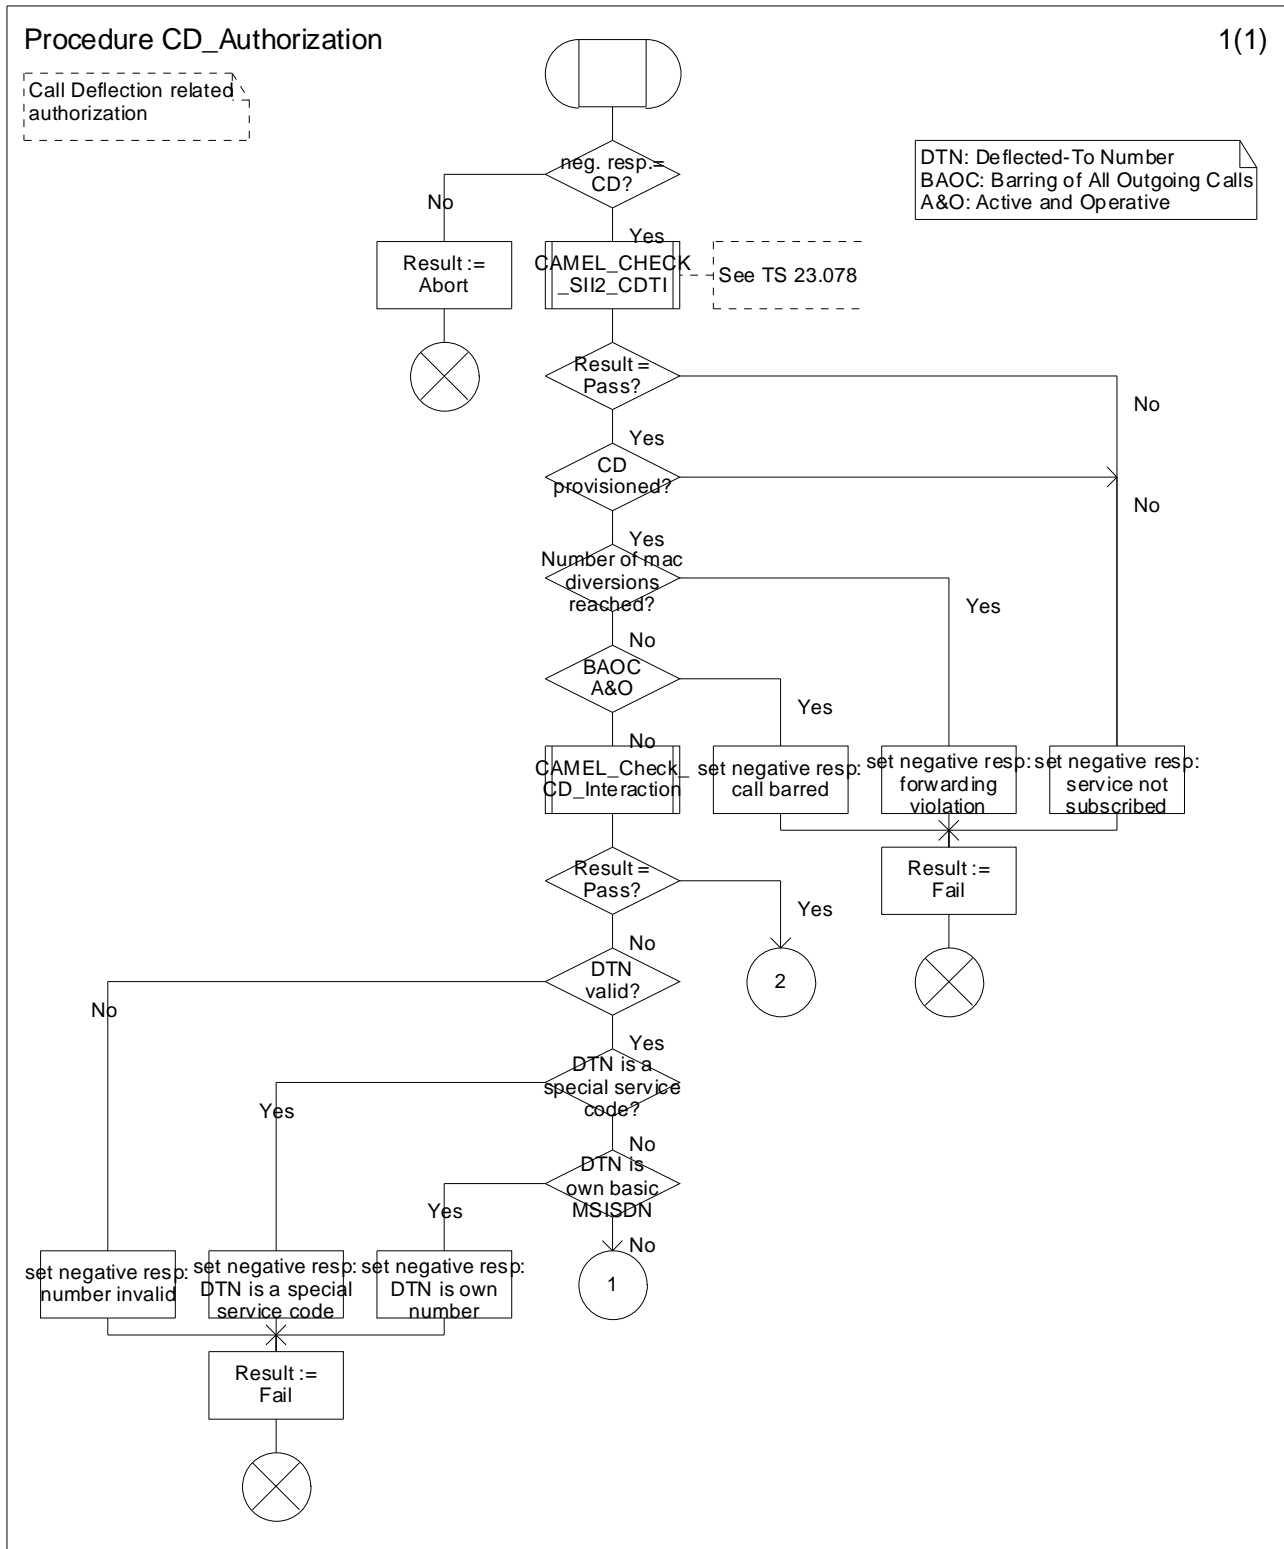 Procedure CD_Authorization
1(1)
Call Deflection related
authorization
DTN: Deflected-To Number
BAOC: Barring of All Outgoing Calls
A&O: Active and Operative
neg. resp.=
CD?
No
Yes
Result :=
Abort
CAMEL_CHECK
_SII2_CDTI
See TS 23.078
Result =
Pass?
No
Yes
CD
provisioned?
No
Yes
Number of mac
diversions
reached?
Yes
No
BAOC
A&O
Yes
No
CAMEL_Check_
CD_Interaction
set negative resp:
call barred
set negative resp:
forwarding
violation
set negative resp:
service not
subscribed
Result =
Pass?
Result :=
Fail
Yes
No
DTN
valid?
2
No
Yes
DTN is a
special service
code?
Yes
No
DTN is
own basic
MSISDN
Yes
No
set negative resp:
number invalid
set negative resp:
DTN is a special
service code
set negative resp:
DTN is own
number
1
Result :=
Fail